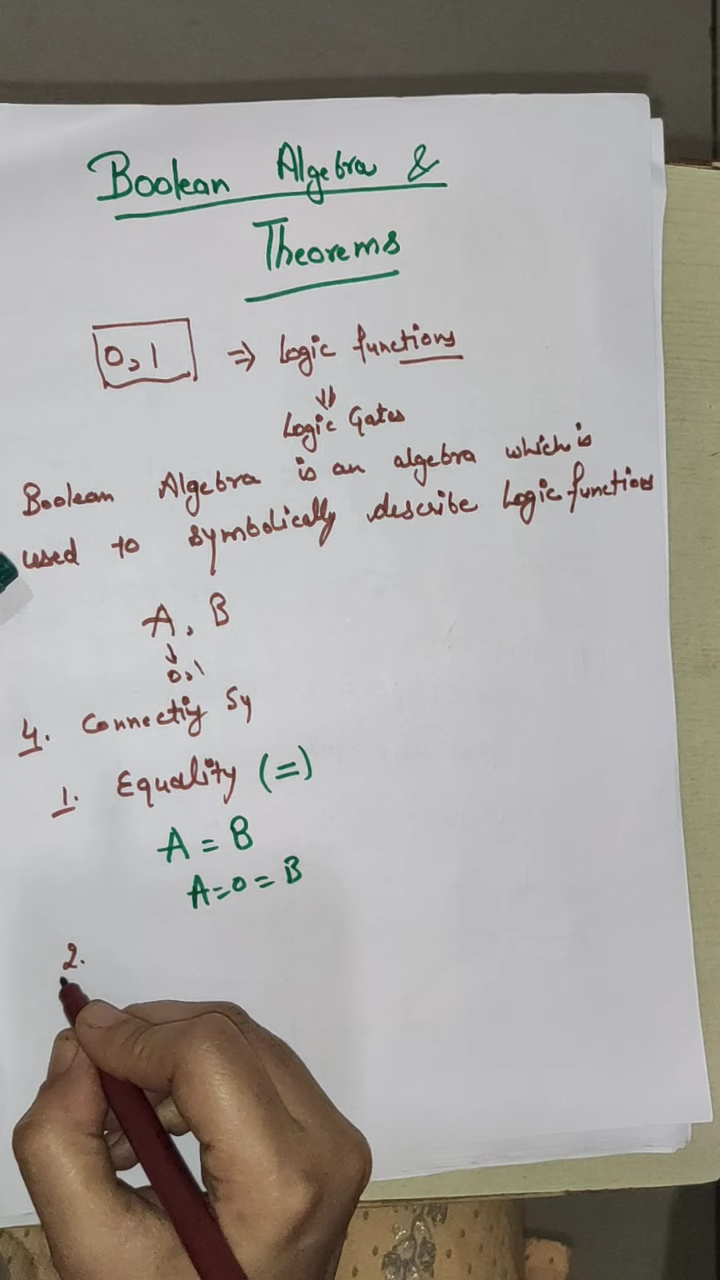 Boolean Algebra &
Theorems
0,1 ⇒ Logic functions
⇓
Logic Gates
Boolean Algebra is an algebra which is
used to symbolically describe Logic functions
A, B
↓
0,1
4. Connectiy Sy
1. Equality (=)
A = B
A=0=B
2.